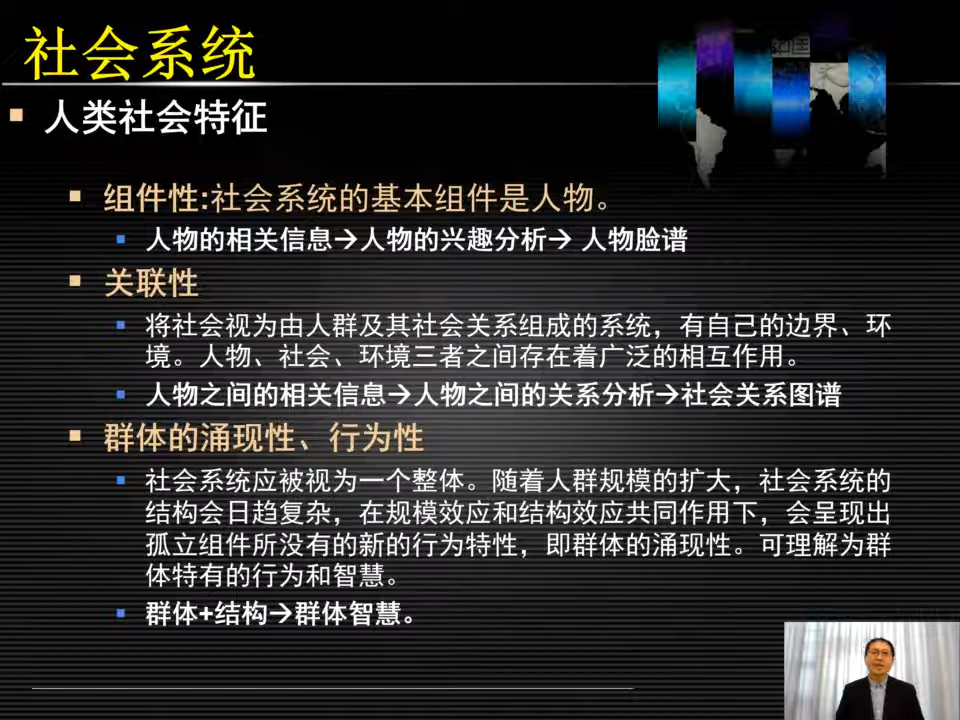 社会系统
人类社会特征
组件性:社会系统的基本组件是人物。
人物的相关信息→人物的兴趣分析→ 人物脸谱
关联性
将社会视为由人群及其社会关系组成的系统，有自己的边界、环
境。人物、社会、环境三者之间存在着广泛的相互作用。
人物之间的相关信息→人物之间的关系分析→社会关系图谱
群体的涌现性、行为性
社会系统应被视为一个整体。随着人群规模的扩大，社会系统的
结构会日趋复杂，在规模效应和结构效应共同作用下，会呈现出
孤立组件所没有的新的行为特性，即群体的涌现性。可理解为群
体特有的行为和智慧。
群体+结构→群体智慧。